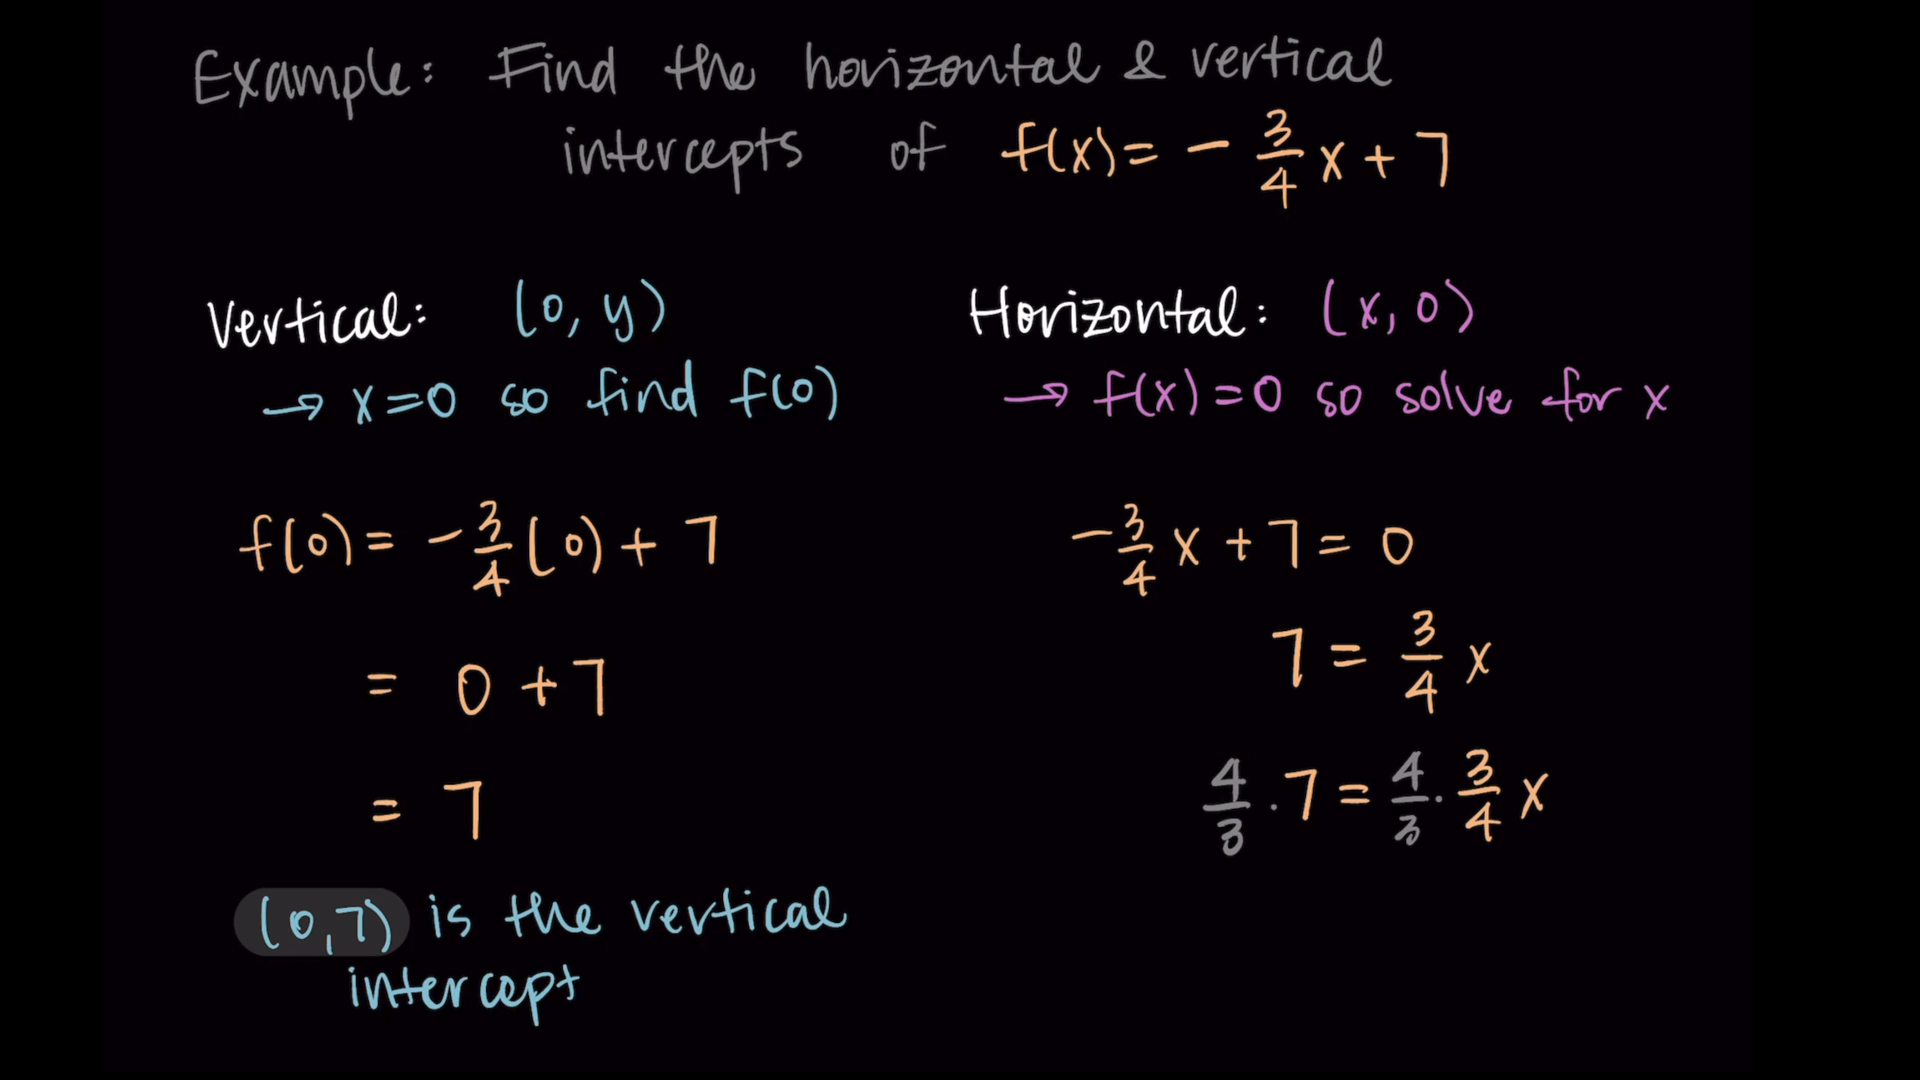 Example: Find the horizontal & vertical
intercepts of f(x) = - 3/4 x + 7
Vertical: (0, y)
→ x = 0 so find f(0)
f(0) = - 3/4 (0) + 7
= 0 + 7
= 7
(0,7) is the vertical
intercept
Horizontal: (x, 0)
→ f(x) = 0 so solve for x
- 3/4 x + 7 = 0
7 = 3/4 x
4/3 · 7 = 4/3 · 3/4 x